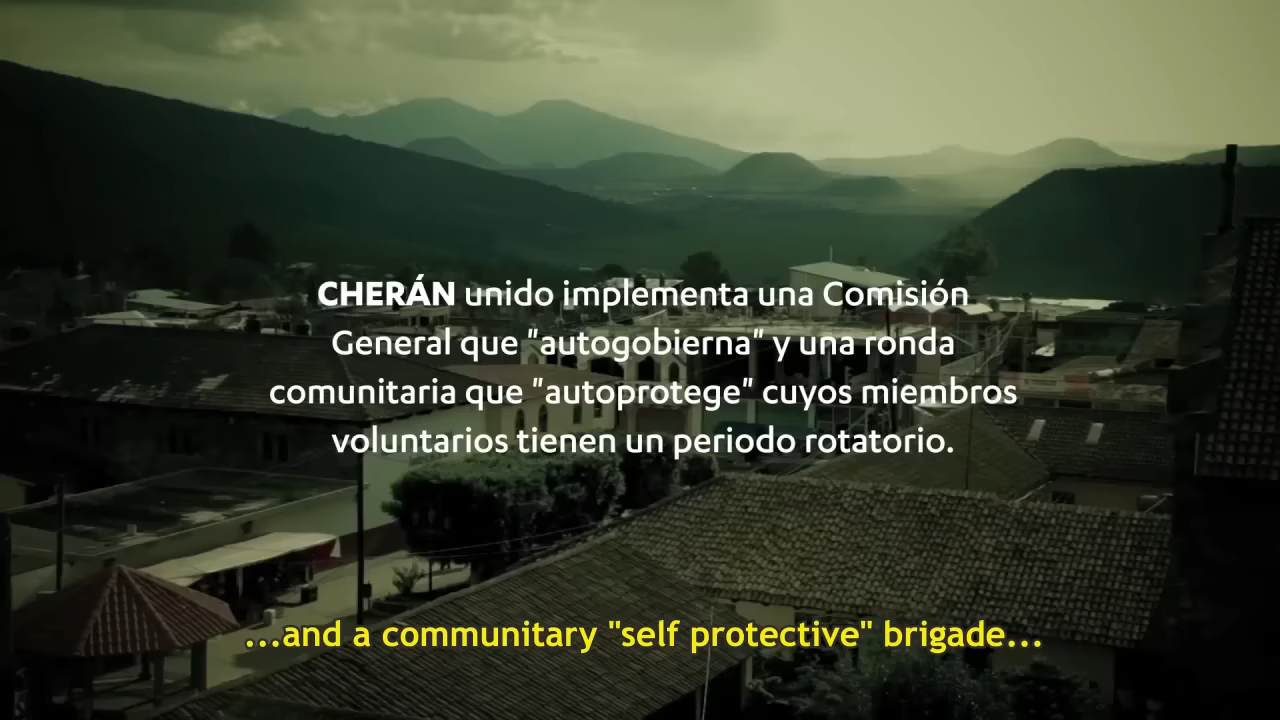 CHERÁN unido implementa una Comisión
General que "autogobierna" y una ronda
comunitaria que "autoprotege" cuyos miembros
voluntarios tienen un periodo rotatorio.
...and a communitary "self protective" brigade...